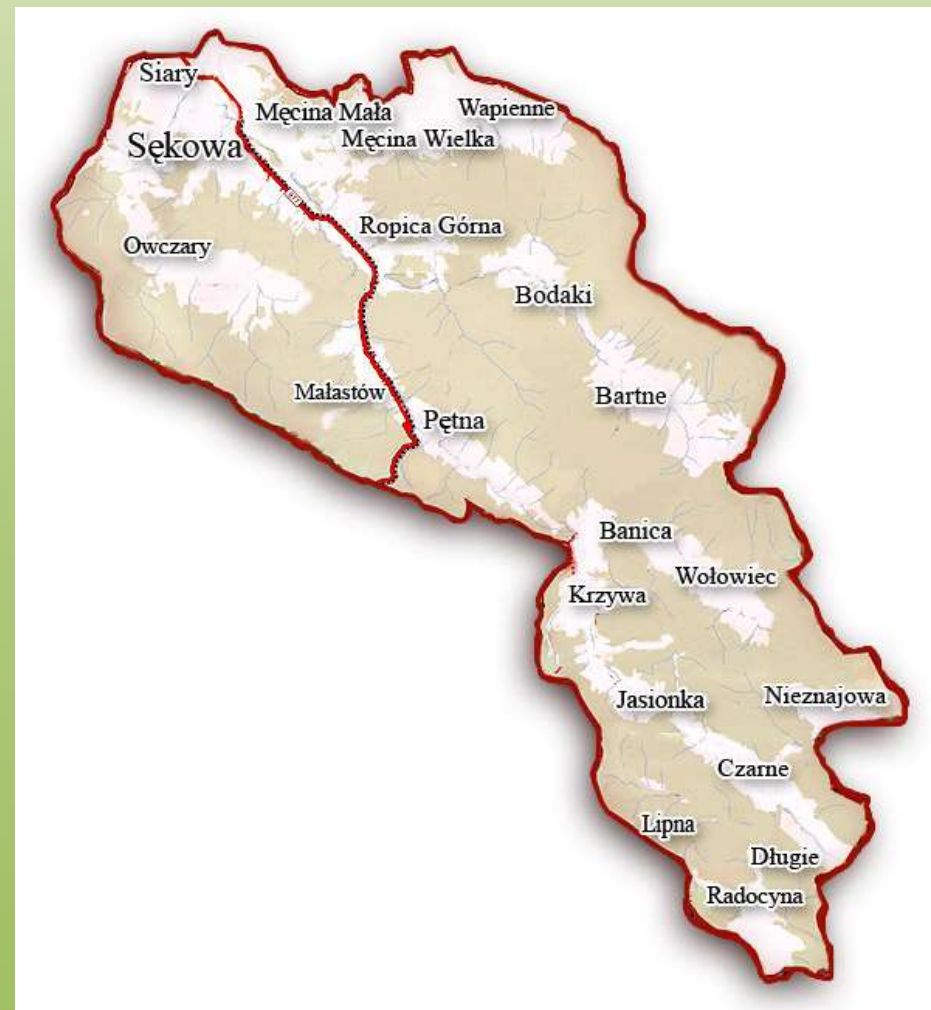 Siary
Męcina Mała
Wapienne
Męcina Wielka
Sękowa
Ropica Górna
Owczary
Bodaki
Małastów
Bartne
Pętna
Banica
Wołowiec
Krzywa
Jasionka
Nieznajowa
Czarne
Lipna
Długie
Radocyna